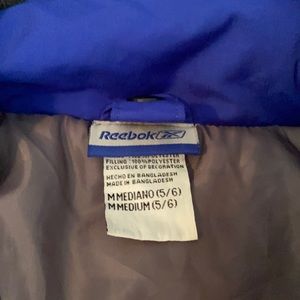 Reebok
FILLING : 100% POLYESTER
EXCLUSIVE OF DECORATION
HECHO EN BANGLADESH
MADE IN BANGLADESH
M MEDIANO (5/6)
M MEDIUM (5/6)